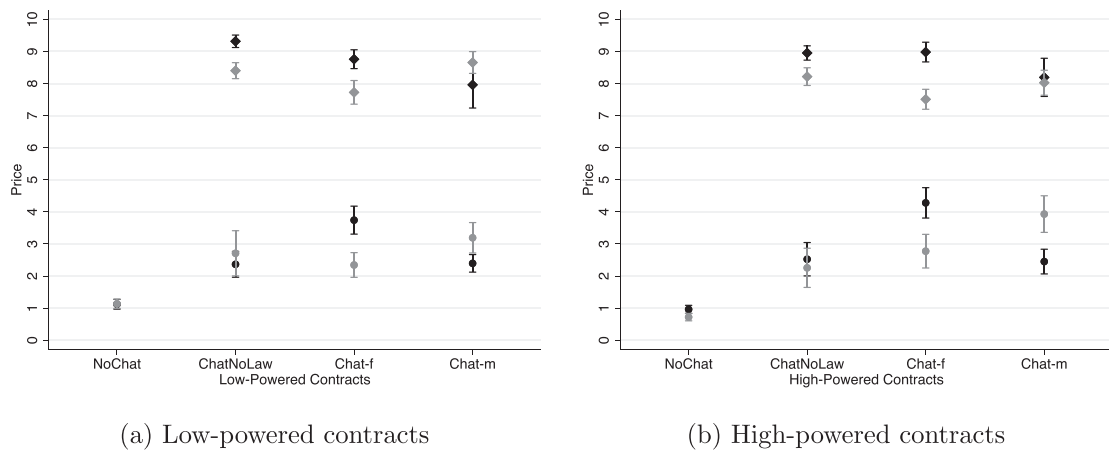 10
9
8
7
6
5
4
3
2
1
0
Price
NoChat ChatNoLaw Chat-f Chat-m
Low-Powered Contracts
(a) Low-powered contracts
10
9
8
7
6
5
4
3
2
1
0
Price
NoChat ChatNoLaw Chat-f Chat-m
High-Powered Contracts
(b) High-powered contracts